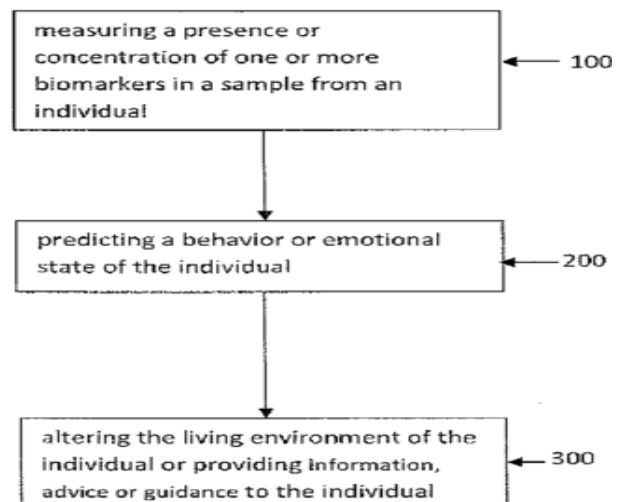 measuring a presence or
concentration of one or more
biomarkers in a sample from an
individual
100
predicting a behavior or emotional
state of the individual
200
altering the living environment of the
individual or providing information,
advice or guidance to the individual
300